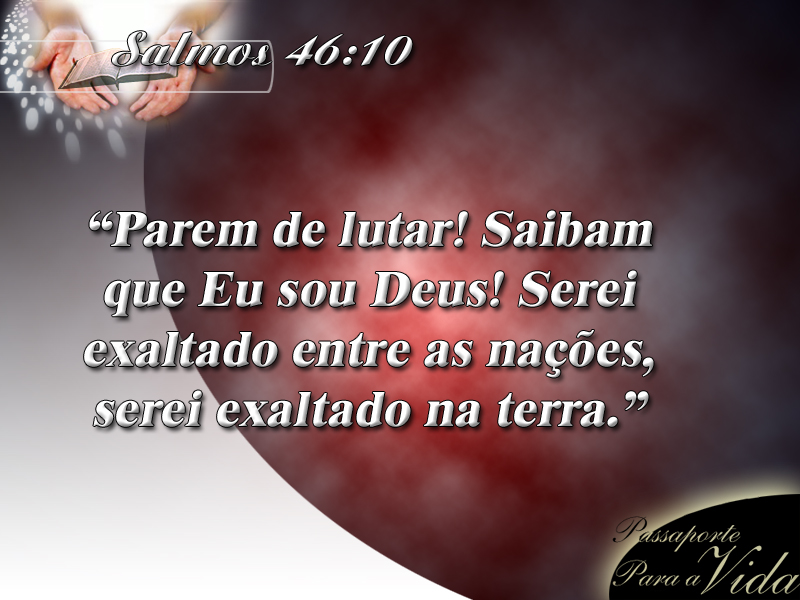 Salmos 46:10
“Parem de lutar! Saibam
que Eu sou Deus! Serei
exaltado entre as nações,
serei exaltado na terra.”
Passaporte
Para a Vida